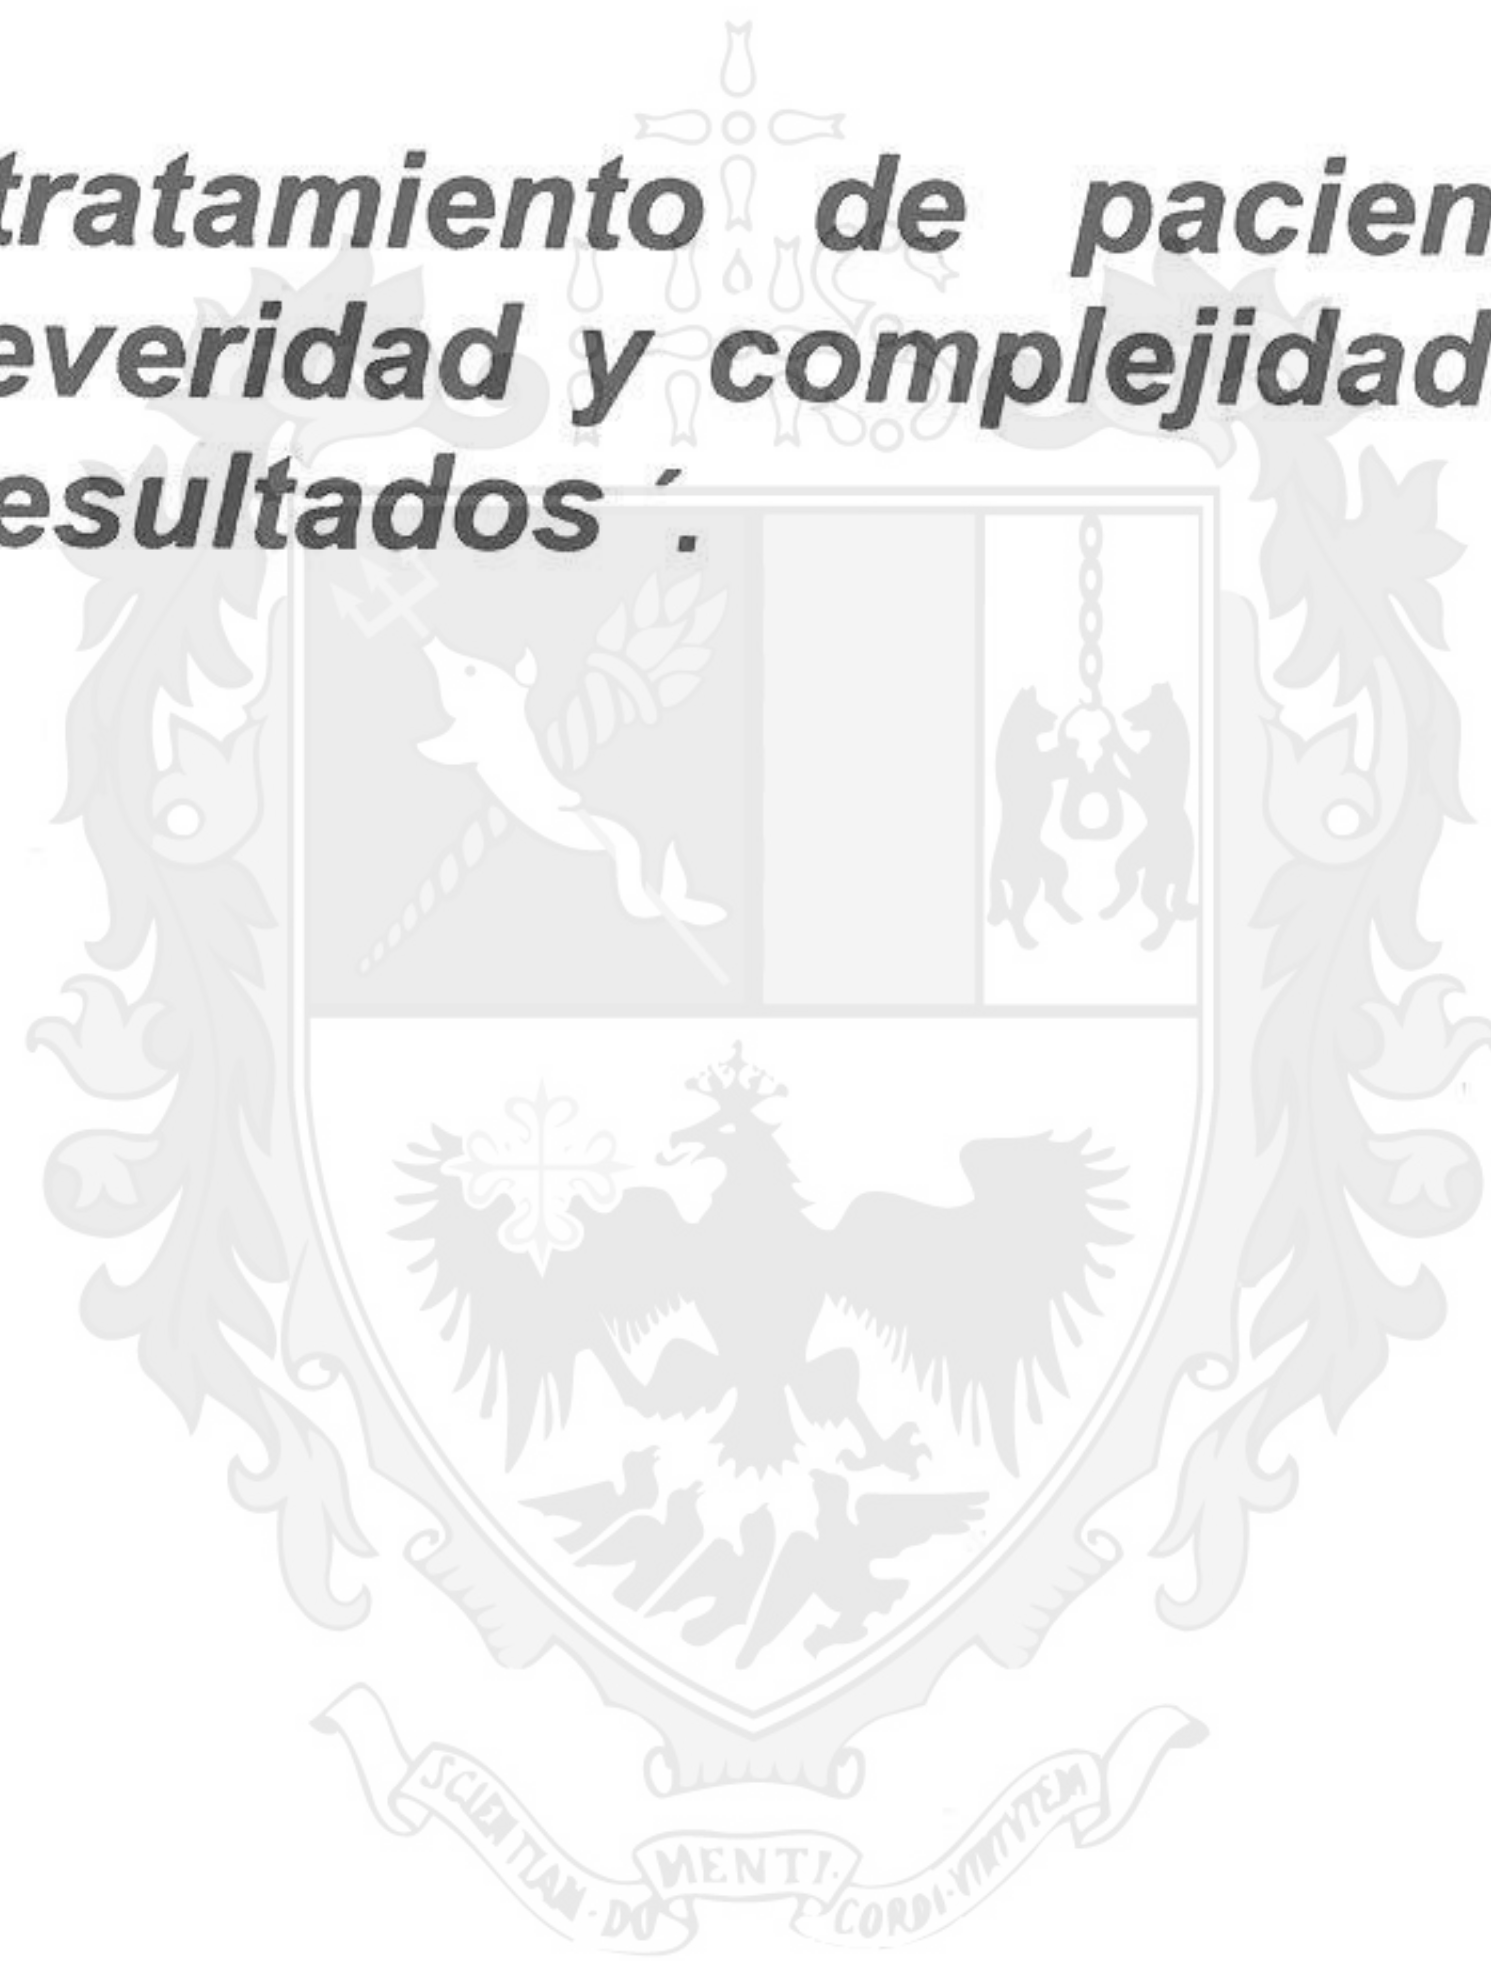 tratamiento de pacien
everidad y complejidad
esultados ´.
SCIENTIAM · DO MENTI · CORDI · VIRTVTEM